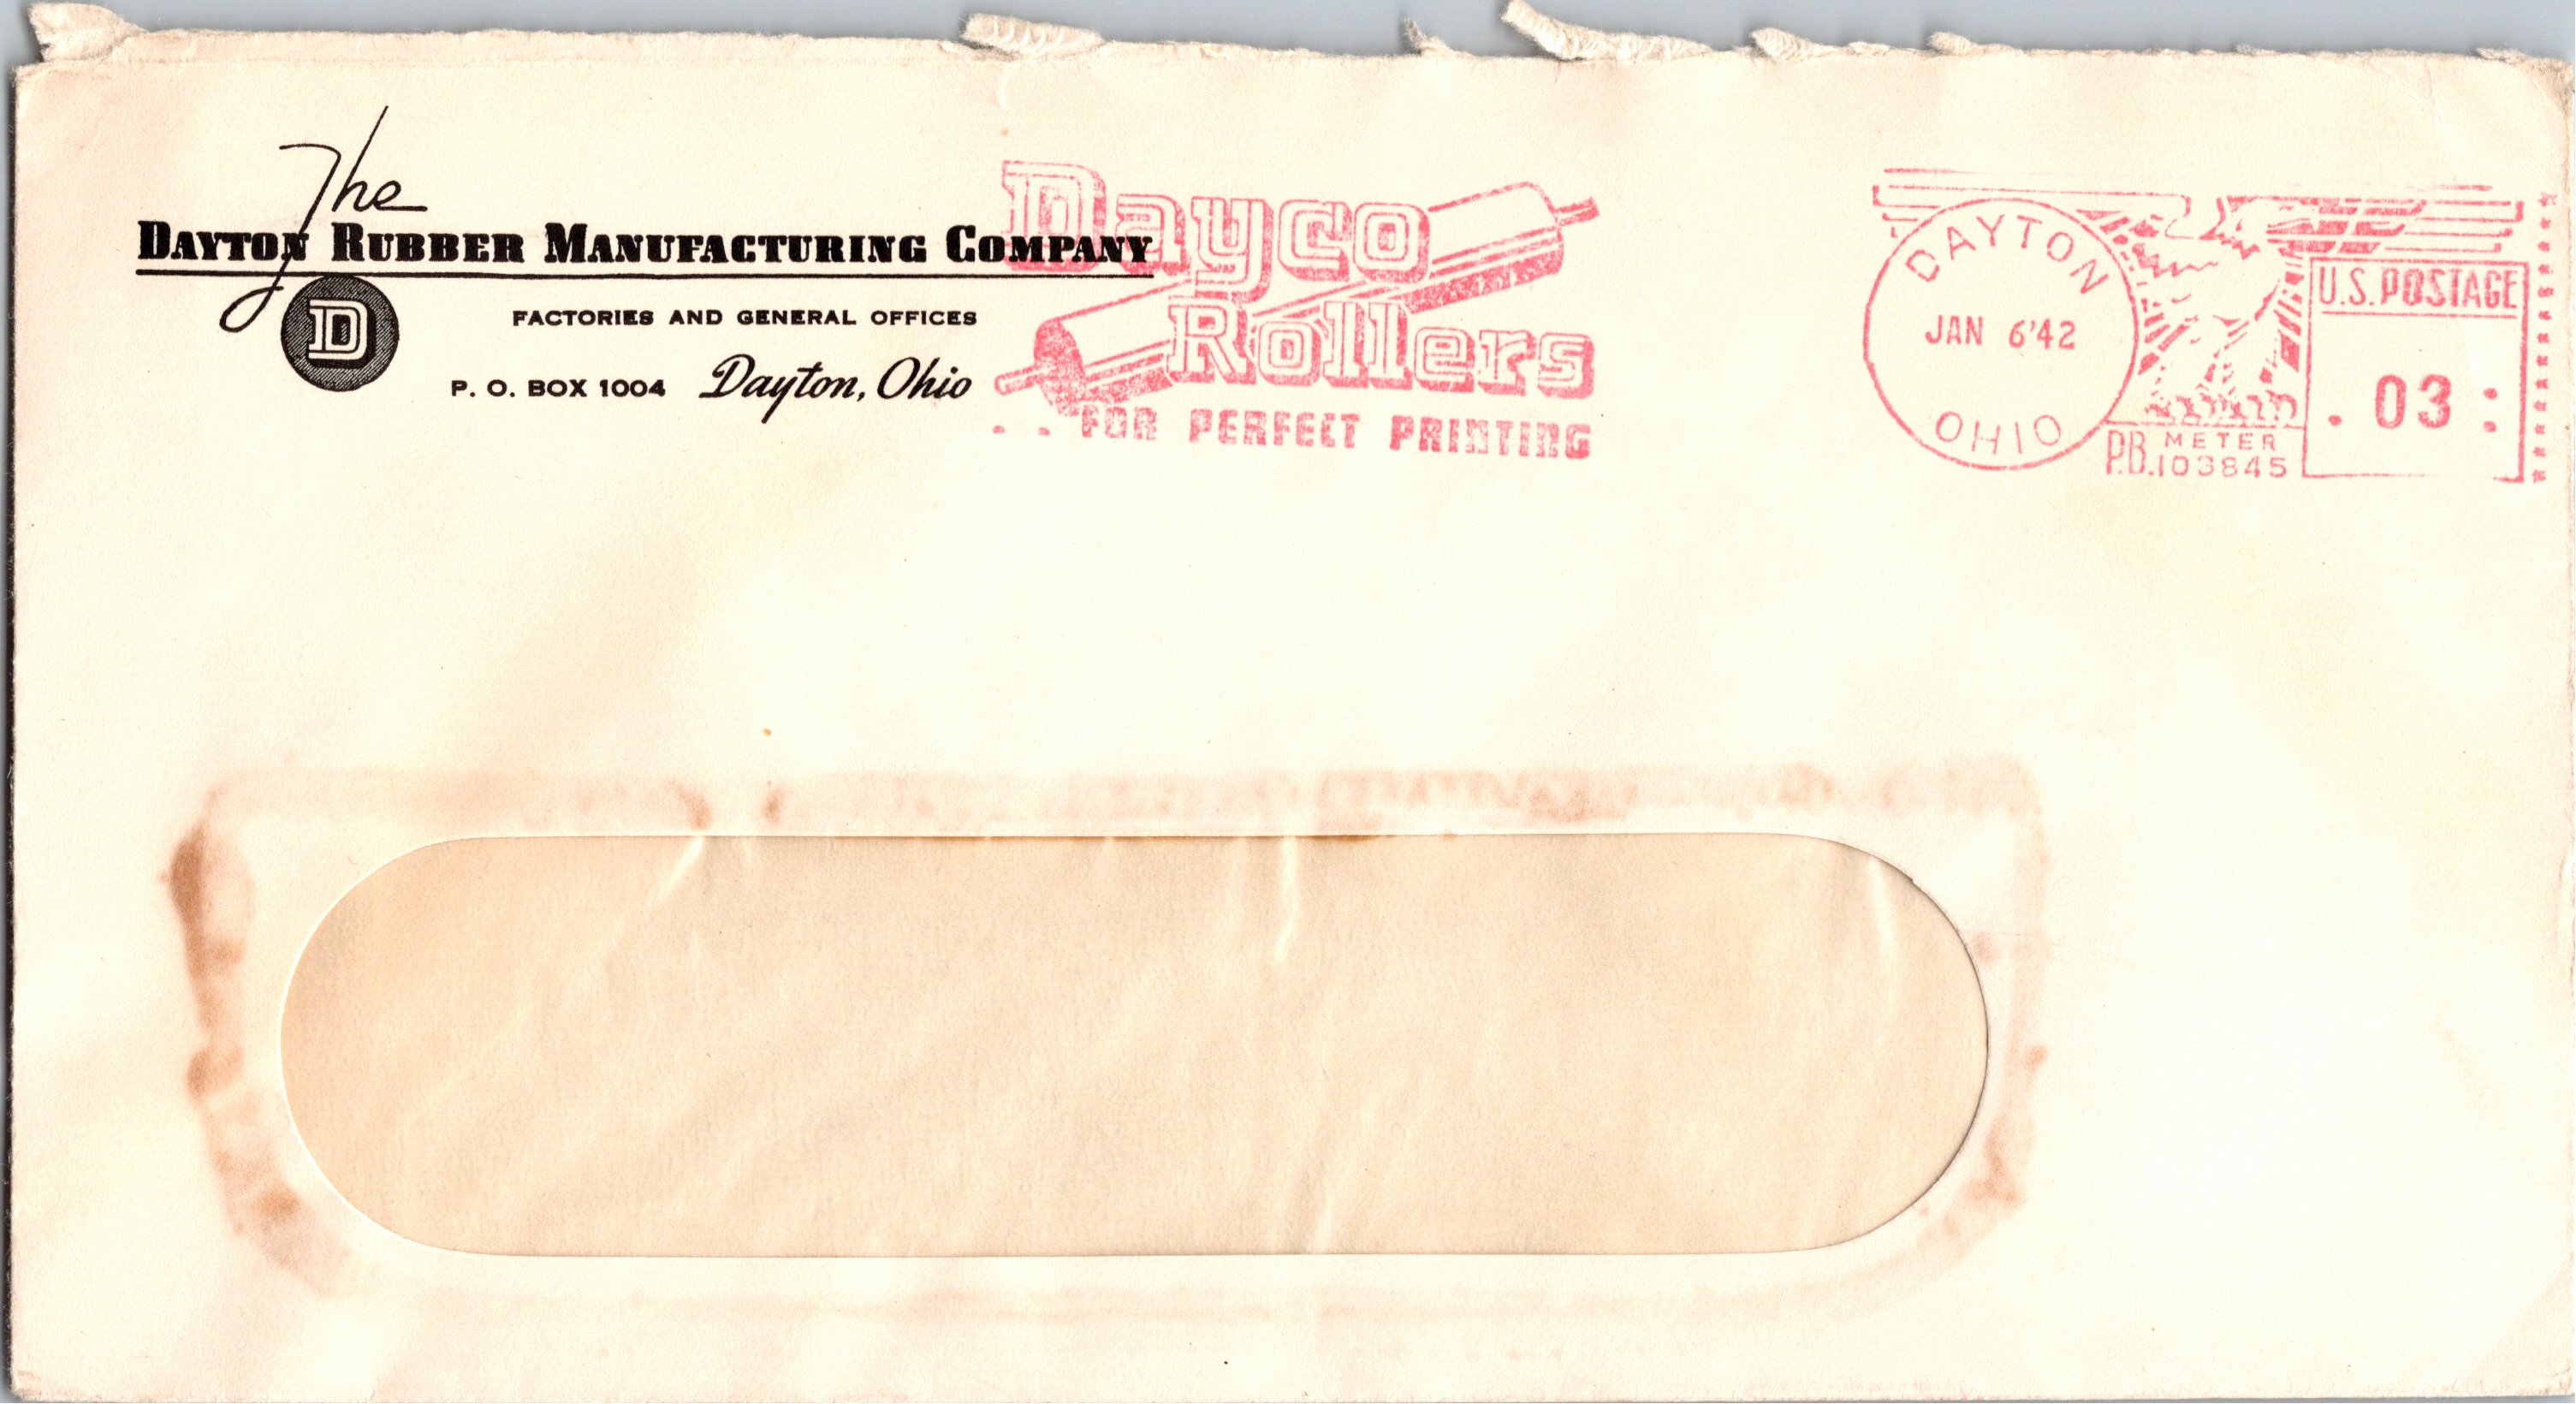 The
DAYTON RUBBER MANUFACTURING COMPANY
D
FACTORIES AND GENERAL OFFICES
P. O. BOX 1004 Dayton, Ohio
Dayco
Rollers
. . FOR PERFECT PRINTING
DAYTON
JAN 6'42
OHIO
P.B. METER
103845
U.S. POSTAGE
.03